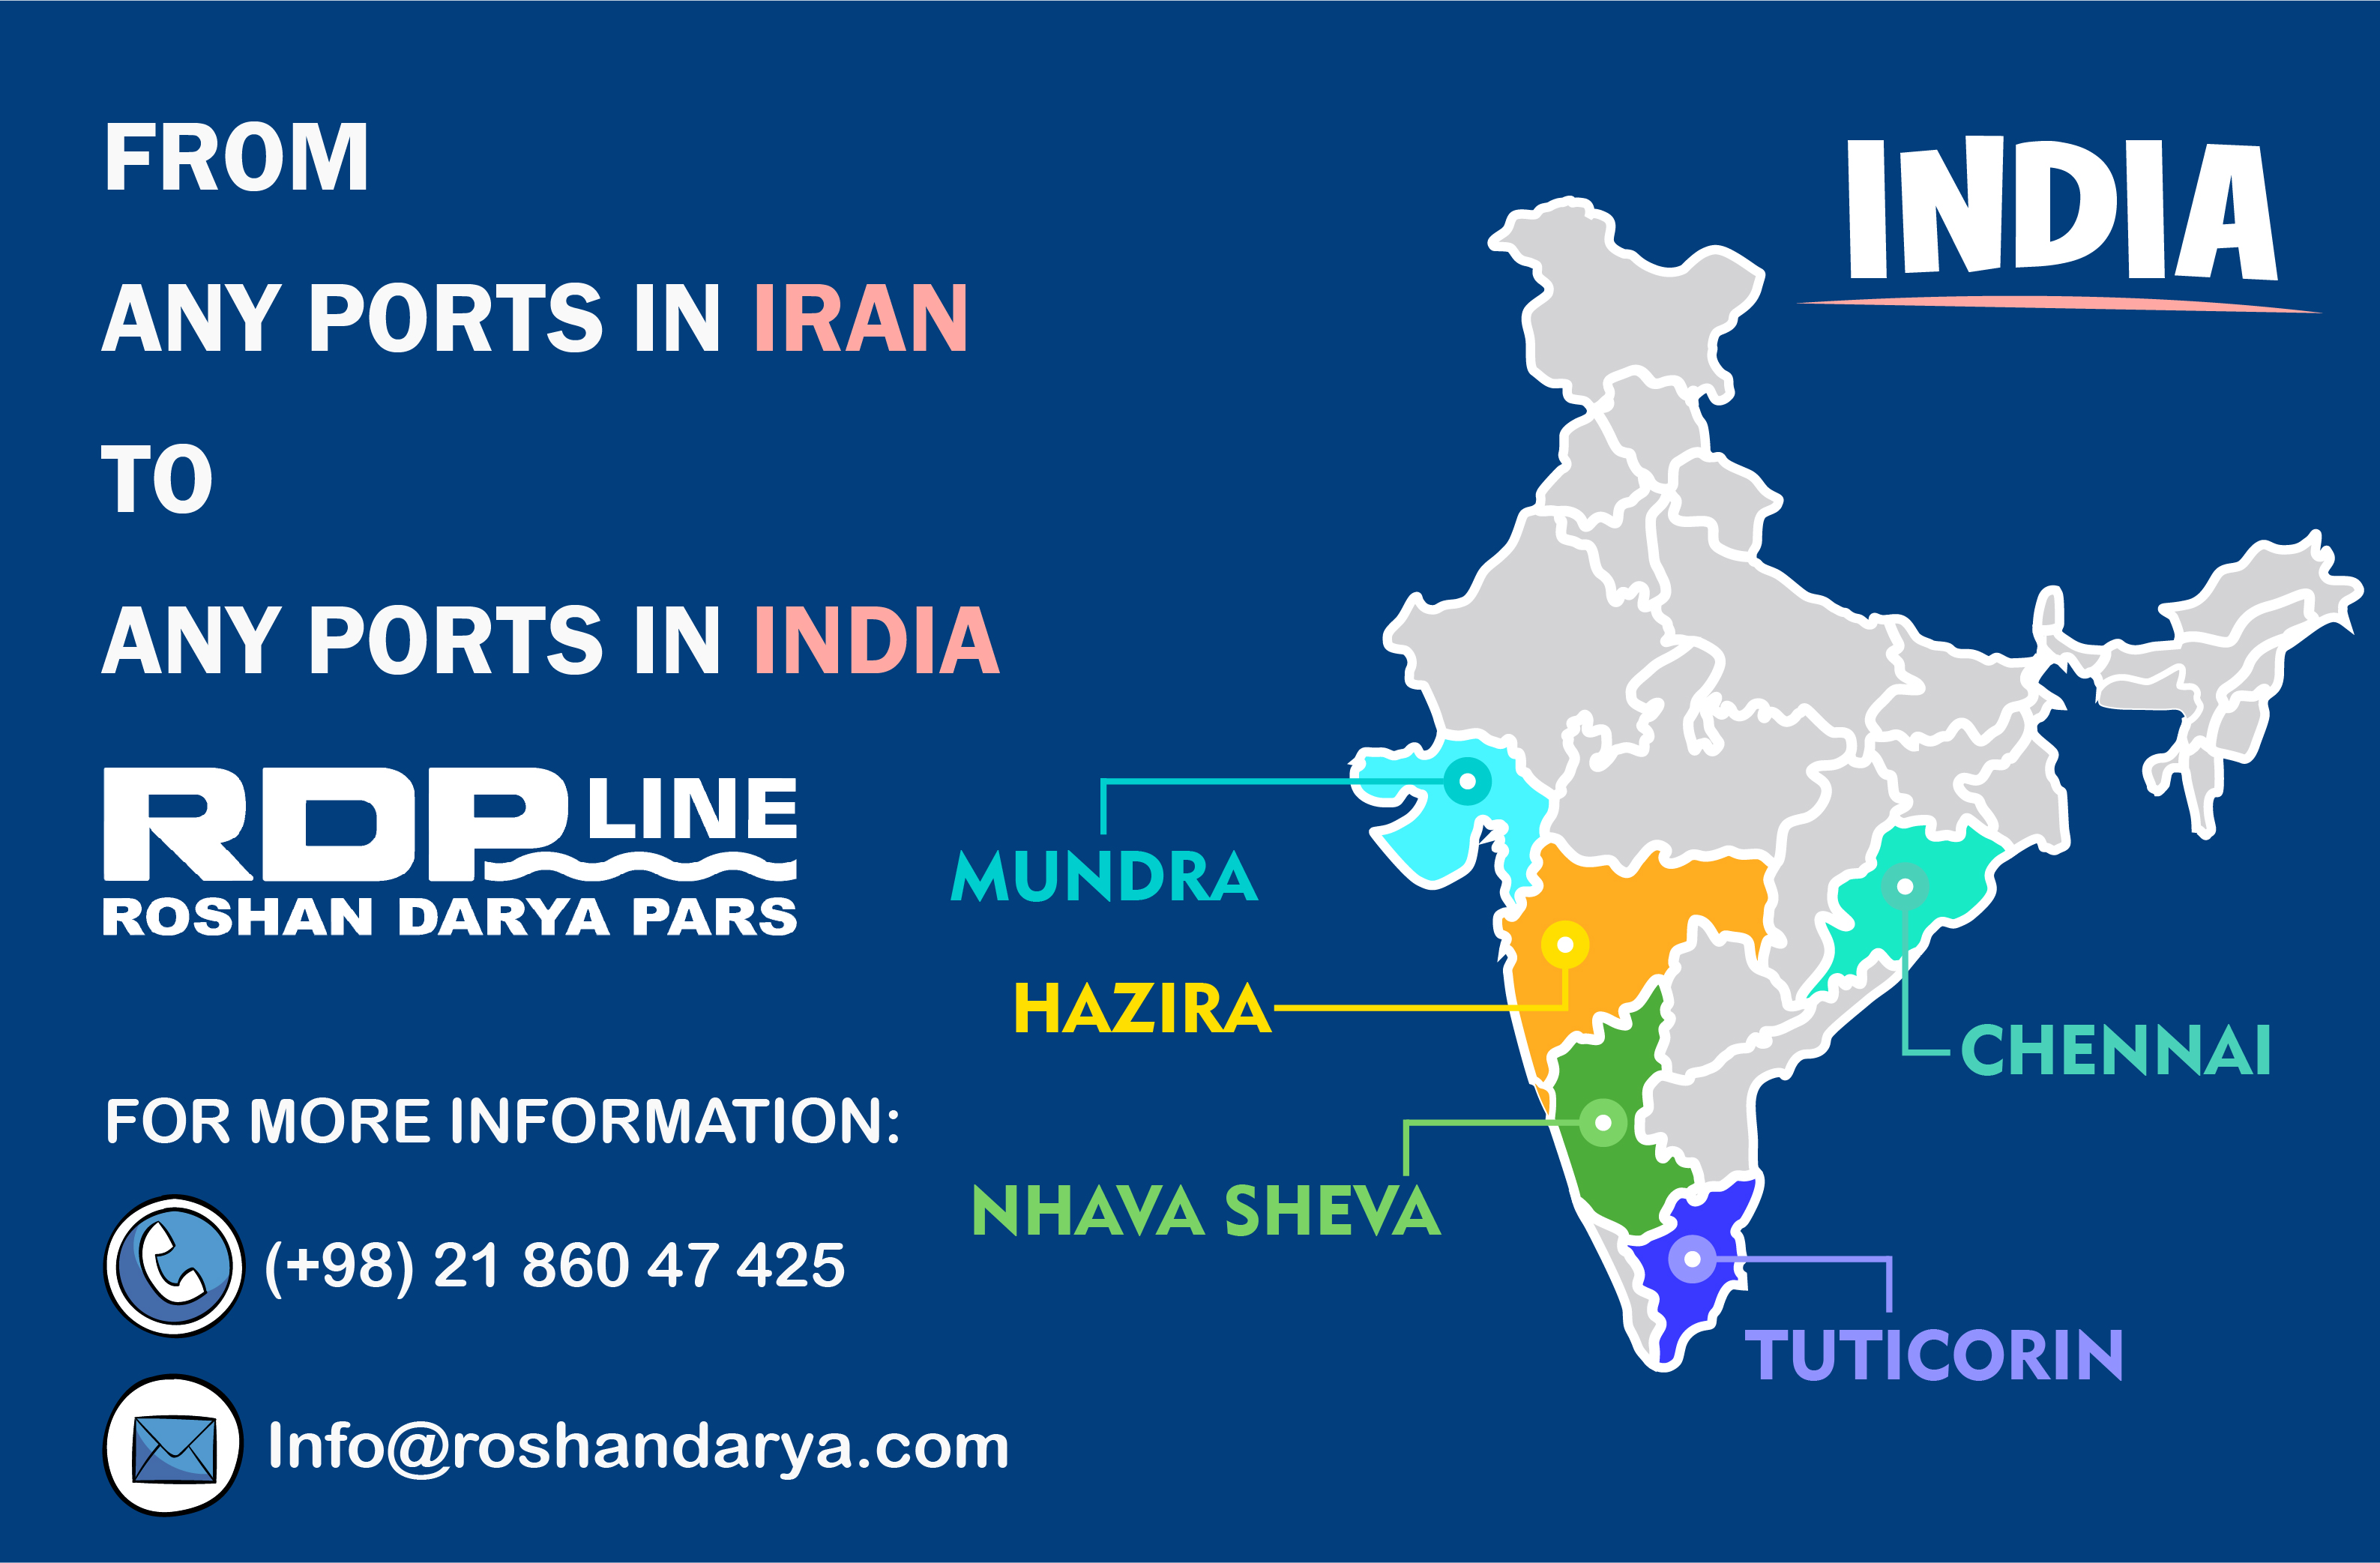 FROM
ANY PORTS IN IRAN
TO
ANY PORTS IN INDIA
RDP LINE
ROSHAN DARYA PARS
FOR MORE INFORMATION:
(+98) 21 860 47 425
Info@roshandarya.com
INDIA
MUNDRA
HAZIRA
CHENNAI
NHAVA SHEVA
TUTICORIN